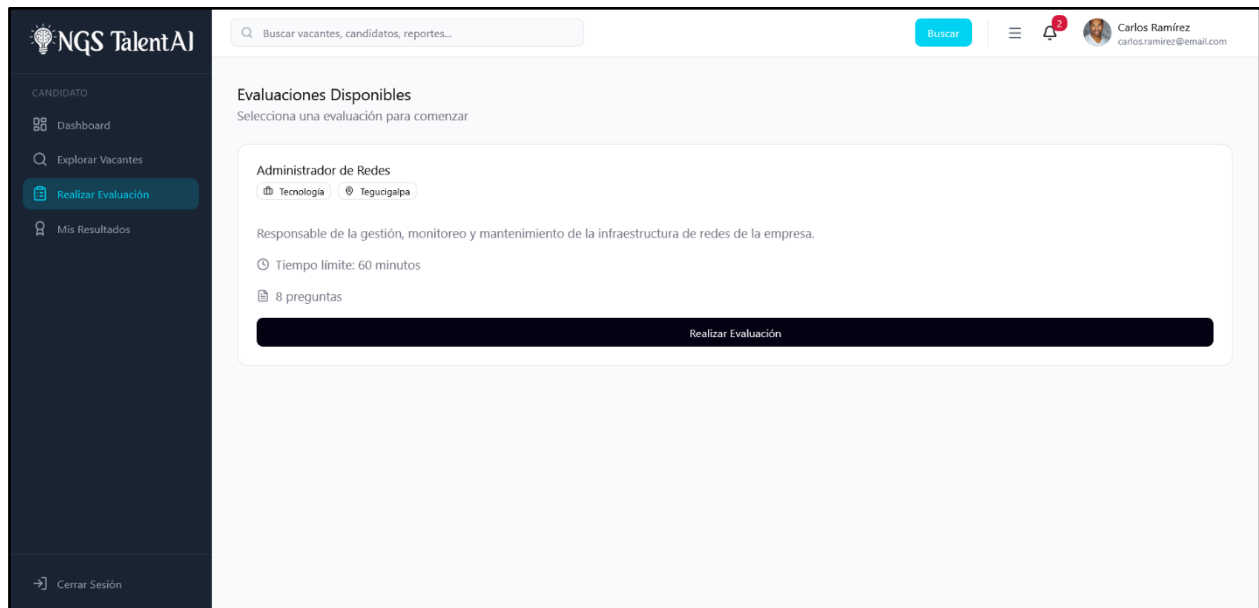 NGS TalentAI
CANDIDATO
Dashboard
Explorar Vacantes
Realizar Evaluación
Mis Resultados
Cerrar Sesión
Buscar vacantes, candidatos, reportes...
Buscar
2
Carlos Ramírez
carlos.ramirez@email.com
Evaluaciones Disponibles
Selecciona una evaluación para comenzar
Administrador de Redes
Tecnología Tegucigalpa
Responsable de la gestión, monitoreo y mantenimiento de la infraestructura de redes de la empresa.
Tiempo límite: 60 minutos
8 preguntas
Realizar Evaluación